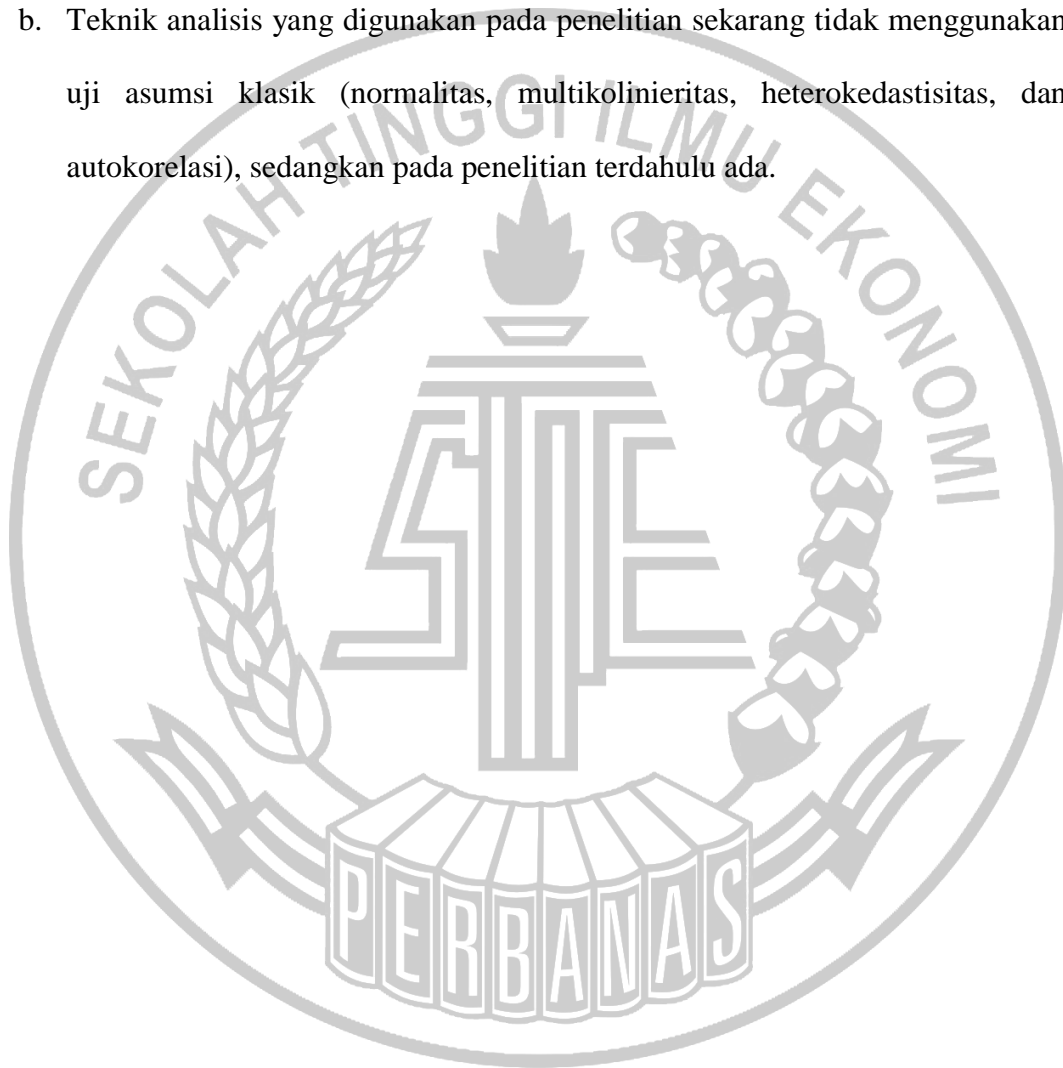 b. Teknik analisis yang digunakan pada penelitian sekarang tidak menggunakan
uji asumsi klasik (normalitas, multikolinieritas, heterokedastisitas, dan
autokorelasi), sedangkan pada penelitian terdahulu ada.
SEKOLAH TINGGI ILMU EKONOMI
STIE
PERBANAS